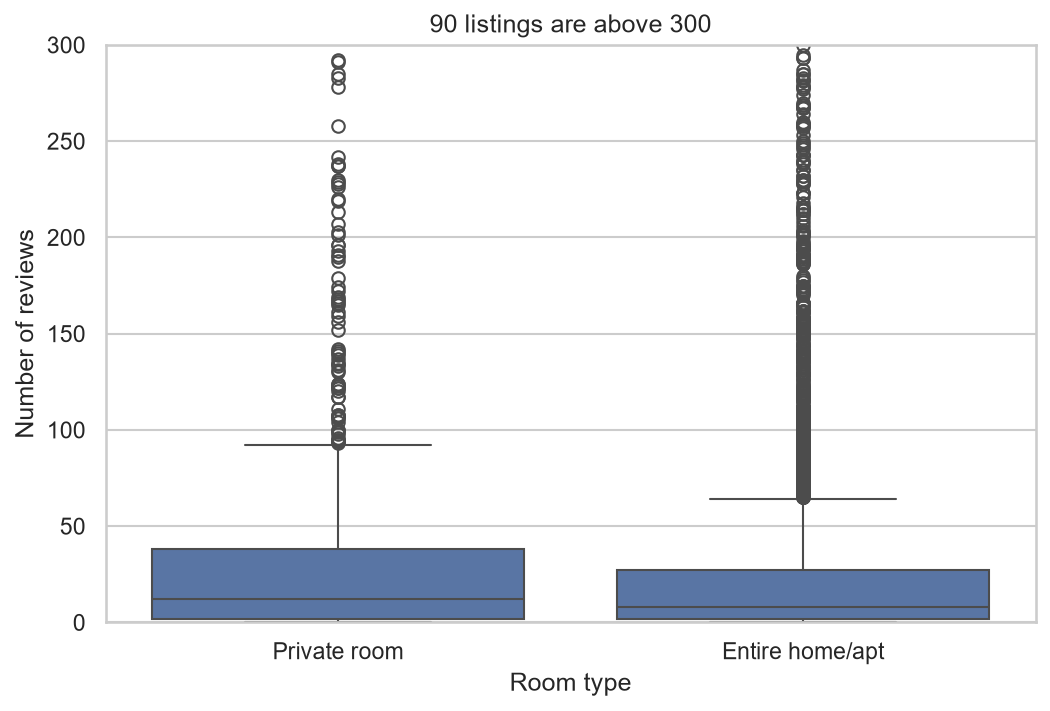 90 listings are above 300
300
250
200
150
100
50
0
Number of reviews
Private room
Entire home/apt
Room type